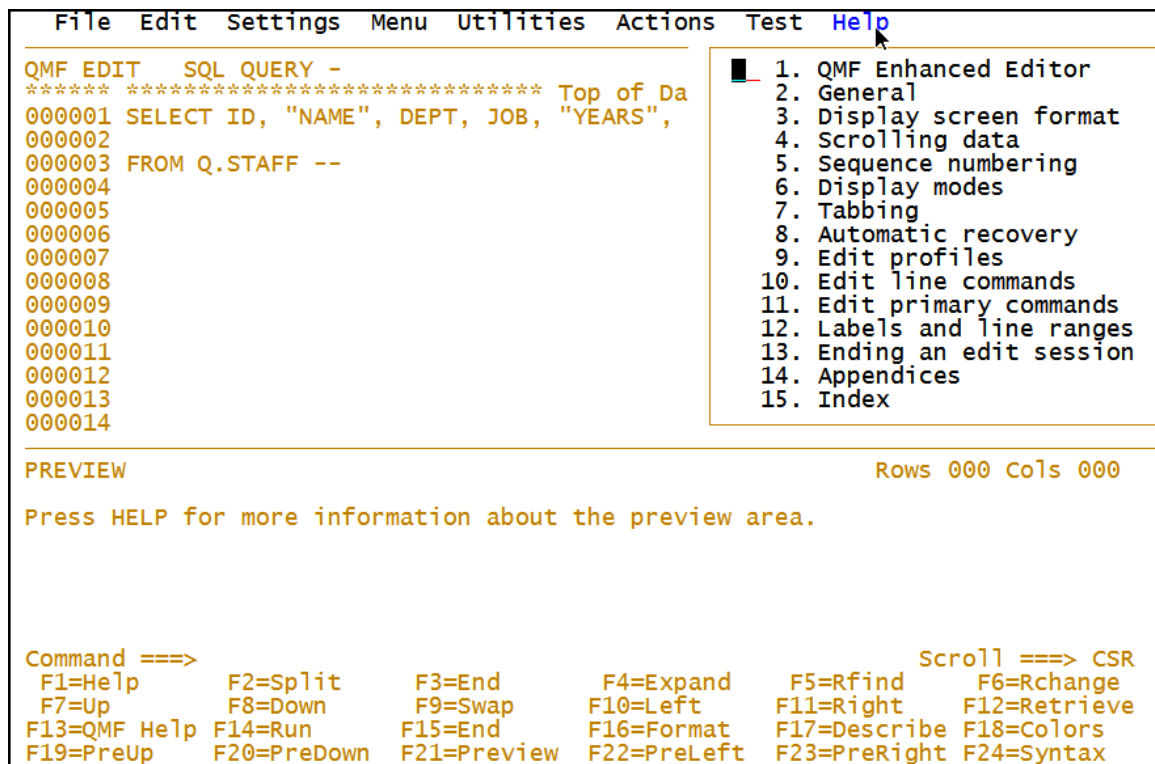 File Edit Settings Menu Utilities Actions Test Help
QMF EDIT SQL QUERY -
****** ***************************** Top of Da
000001 SELECT ID, "NAME", DEPT, JOB, "YEARS",
000002
000003 FROM Q.STAFF --
000004
000005
000006
000007
000008
000009
000010
000011
000012
000013
000014
1. QMF Enhanced Editor
2. General
3. Display screen format
4. Scrolling data
5. Sequence numbering
6. Display modes
7. Tabbing
8. Automatic recovery
9. Edit profiles
10. Edit line commands
11. Edit primary commands
12. Labels and line ranges
13. Ending an edit session
14. Appendices
15. Index
PREVIEW Rows 000 Cols 000
Press HELP for more information about the preview area.
Command ===> Scroll ===> CSR
F1=Help F2=Split F3=End F4=Expand F5=Rfind F6=Rchange
F7=Up F8=Down F9=Swap F10=Left F11=Right F12=Retrieve
F13=QMF Help F14=Run F15=End F16=Format F17=Describe F18=Colors
F19=PreUp F20=PreDown F21=Preview F22=PreLeft F23=PreRight F24=Syntax